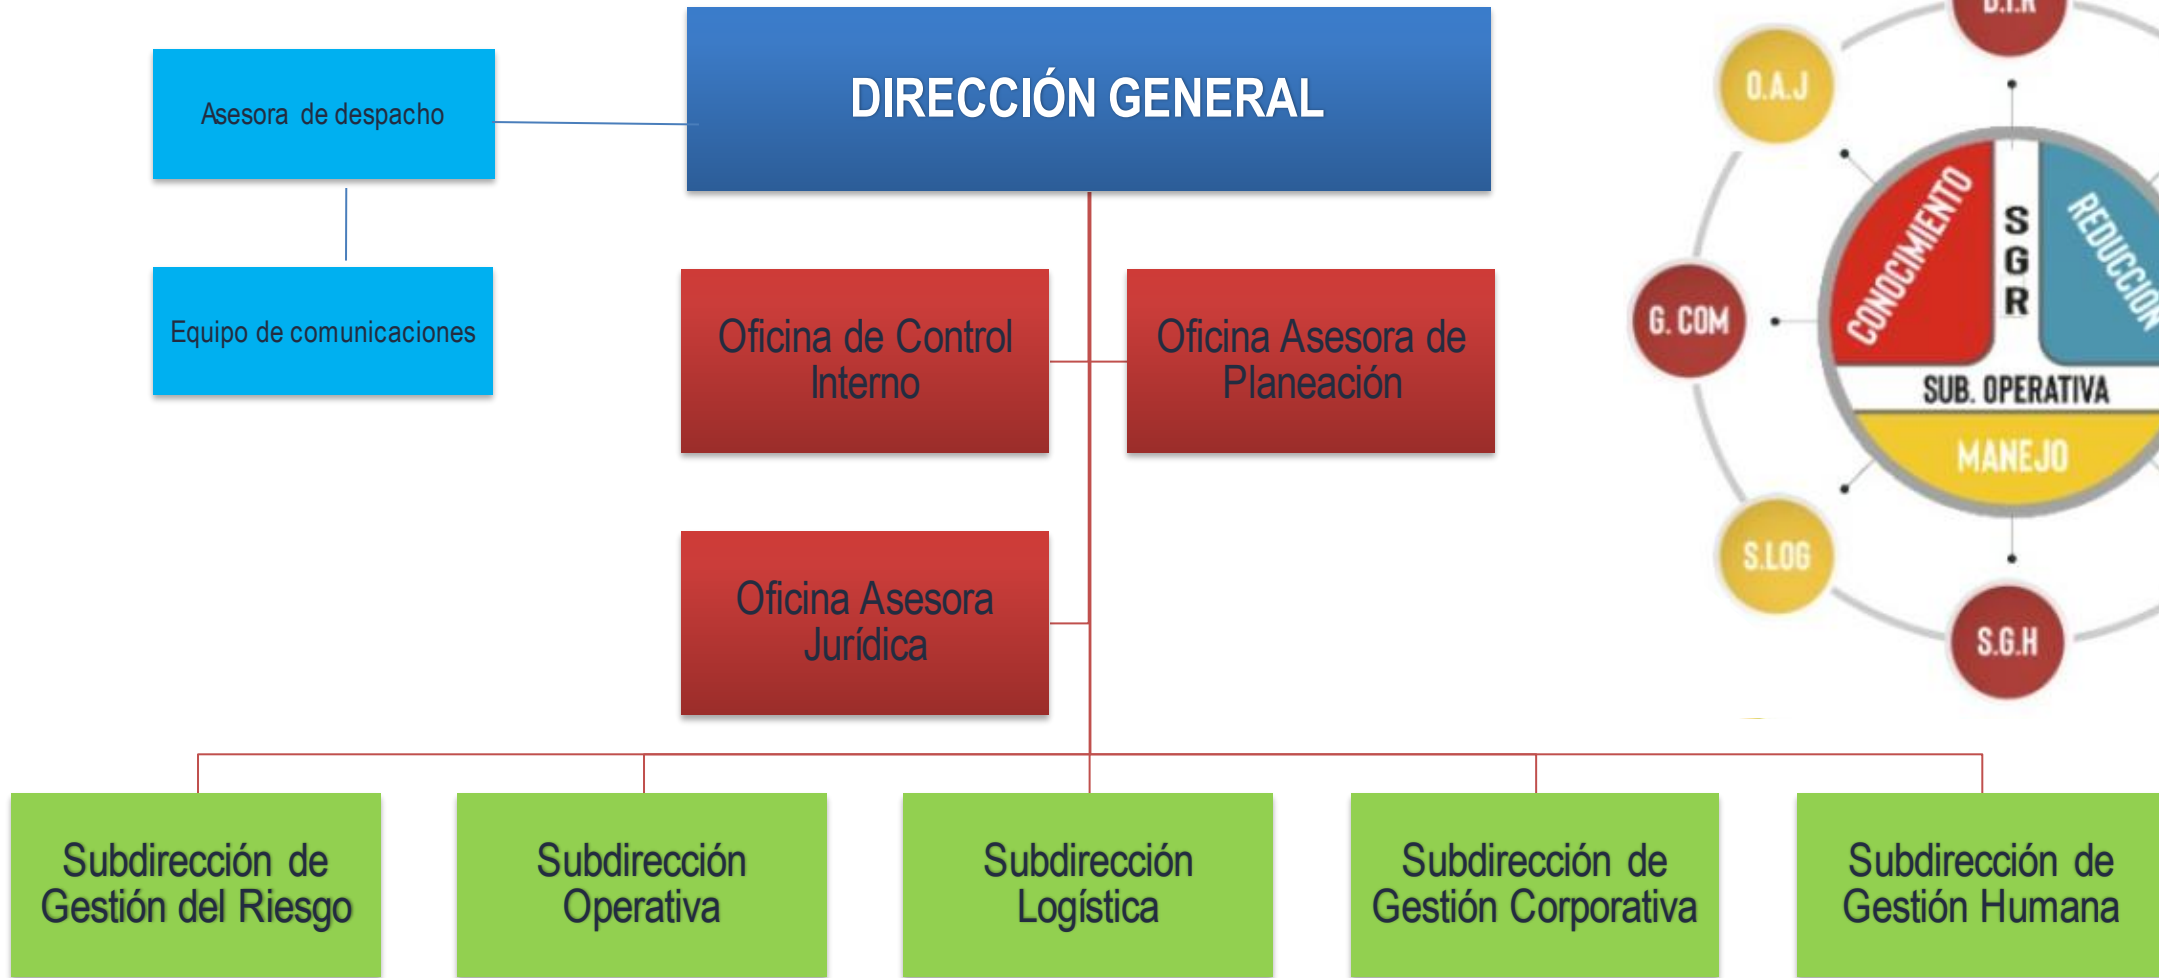 DIRECCIÓN GENERAL
Asesora de despacho
Equipo de comunicaciones
Oficina de Control
Interno
Oficina Asesora de
Planeación
Oficina Asesora
Jurídica
Subdirección de
Gestión del Riesgo
Subdirección
Operativa
Subdirección
Logística
Subdirección de
Gestión Corporativa
Subdirección de
Gestión Humana
D.I.R
O.A.J
G. COM
S.LOG
S.G.H
CONOCIMIENTO
S
G
R
REDUCCIÓN
SUB. OPERATIVA
MANEJO